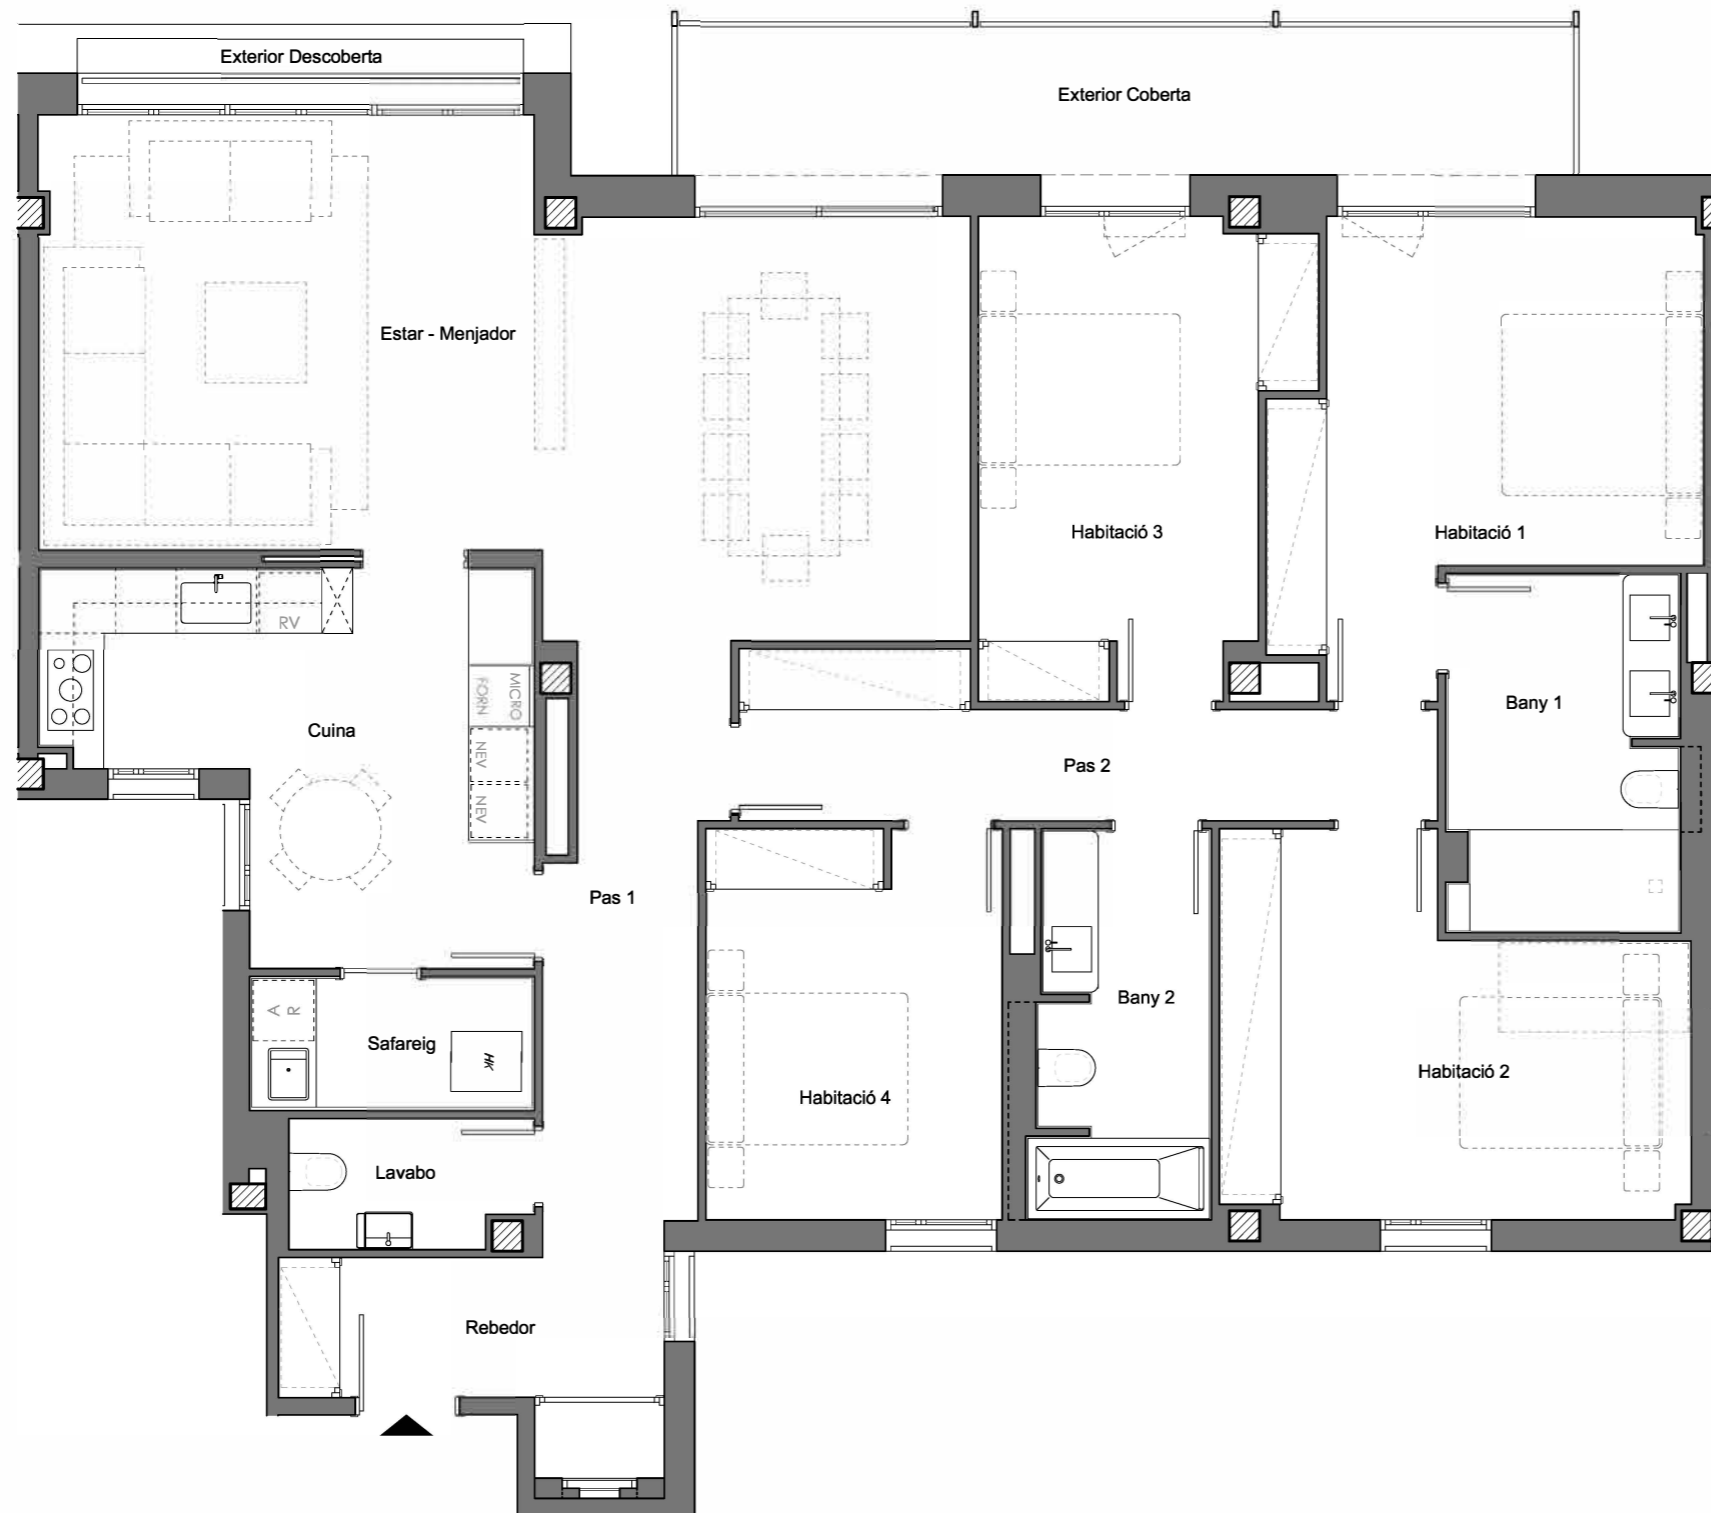 Exterior Descoberta
Exterior Coberta
Estar - Menjador
Habitació 3
Habitació 1
RV
MICRO
FORN
Cuina
NEV
NEV
Bany 1
Pas 2
Pas 1
A
R
Safareig
HK
Bany 2
Habitació 4
Habitació 2
Lavabo
Rebedor